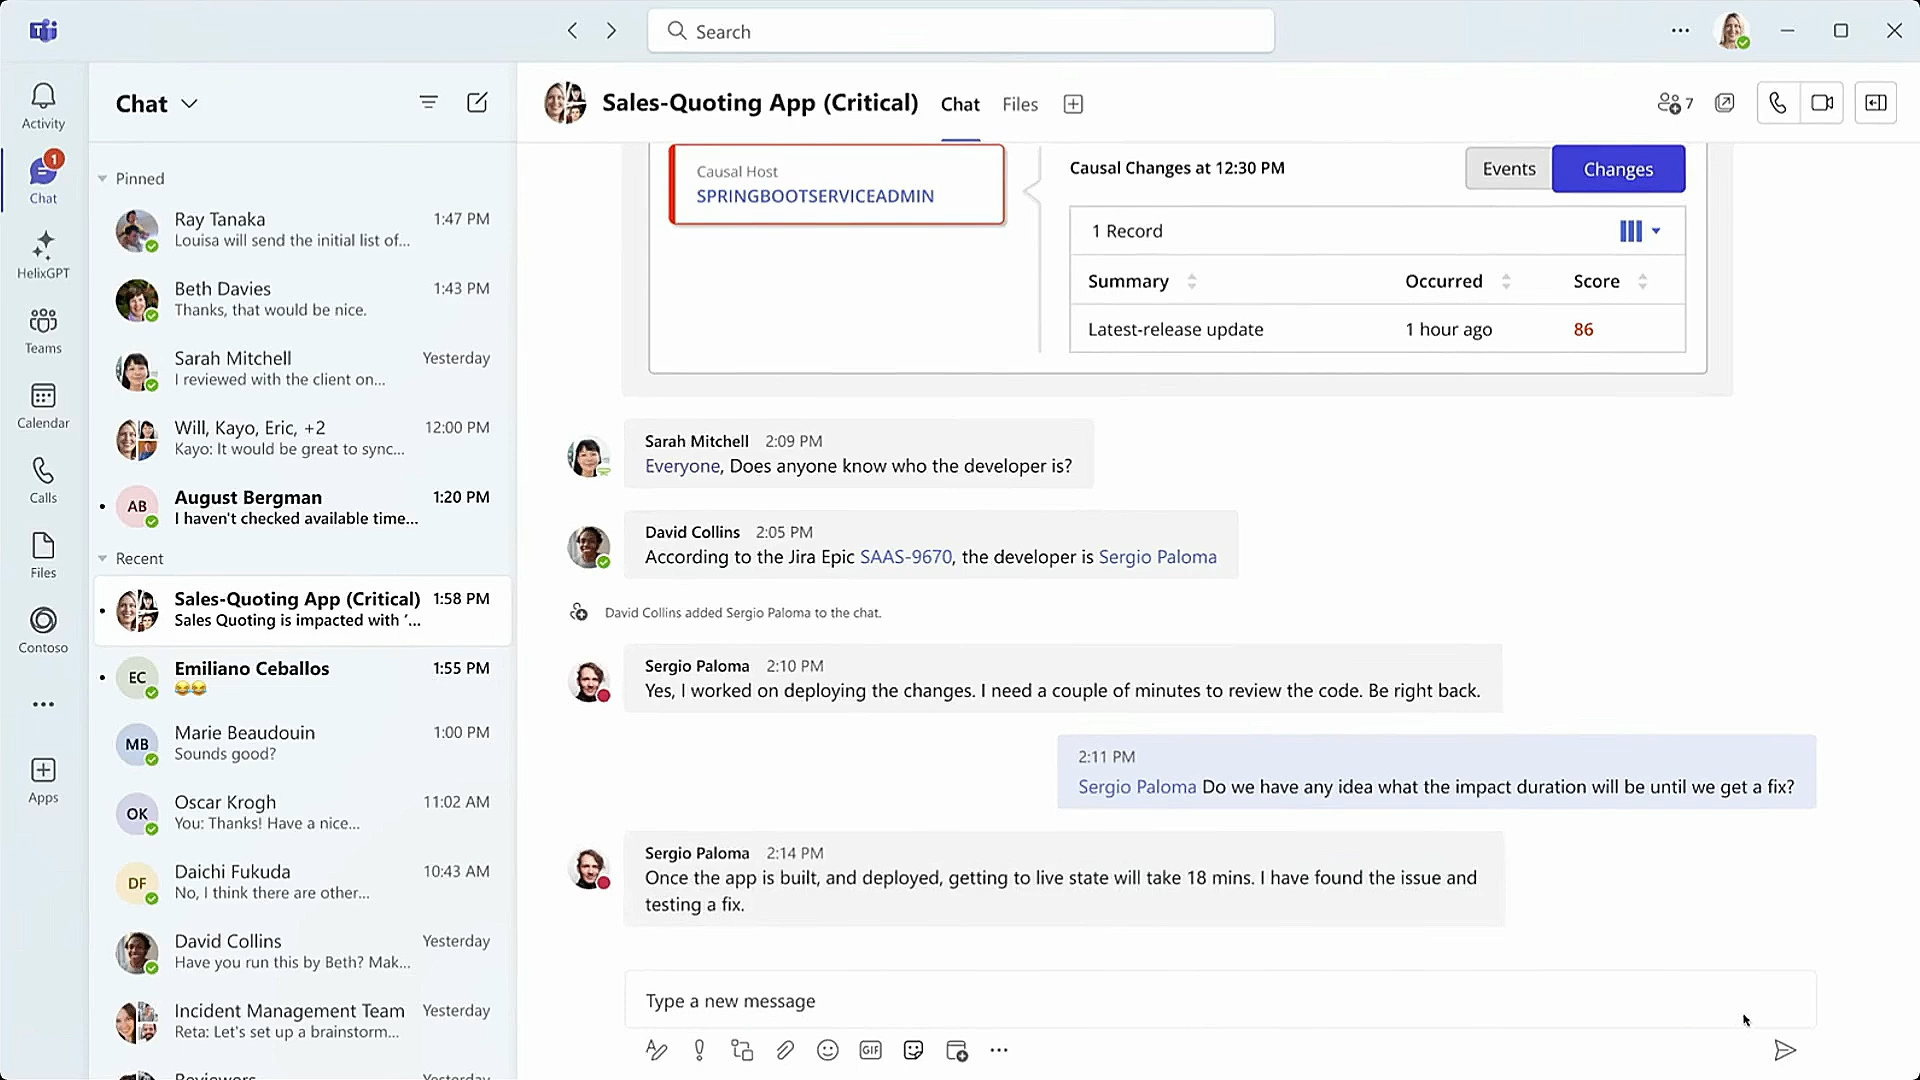 Search
Activity
1
Chat
HelixGPT
Teams
Calendar
Calls
Files
Contoso
Apps
Chat
Pinned
Ray Tanaka 1:47 PM
Louisa will send the initial list of...
Beth Davies 1:43 PM
Thanks, that would be nice.
Sarah Mitchell Yesterday
I reviewed with the client on...
Will, Kayo, Eric, +2 12:00 PM
Kayo: It would be great to sync...
AB
August Bergman 1:20 PM
I haven't checked available time...
Recent
Sales-Quoting App (Critical) 1:58 PM
Sales Quoting is impacted with '...
EC
Emiliano Ceballos 1:55 PM
😂😂
MB
Marie Beaudouin 1:00 PM
Sounds good?
OK
Oscar Krogh 11:02 AM
You: Thanks! Have a nice...
DF
Daichi Fukuda 10:43 AM
No, I think there are other...
David Collins Yesterday
Have you run this by Beth? Mak...
Incident Management Team Yesterday
Reta: Let's set up a brainstorm...
Reviewers Yesterday
Sales-Quoting App (Critical) Chat Files 7
Causal Host
SPRINGBOOTSERVICEADMIN
Causal Changes at 12:30 PM Events Changes
1 Record
Summary Occurred Score
Latest-release update 1 hour ago 86
Sarah Mitchell 2:09 PM
Everyone, Does anyone know who the developer is?
David Collins 2:05 PM
According to the Jira Epic SAAS-9670, the developer is Sergio Paloma
David Collins added Sergio Paloma to the chat.
Sergio Paloma 2:10 PM
Yes, I worked on deploying the changes. I need a couple of minutes to review the code. Be right back.
2:11 PM
Sergio Paloma Do we have any idea what the impact duration will be until we get a fix?
Sergio Paloma 2:14 PM
Once the app is built, and deployed, getting to live state will take 18 mins. I have found the issue and
testing a fix.
Type a new message
GIF